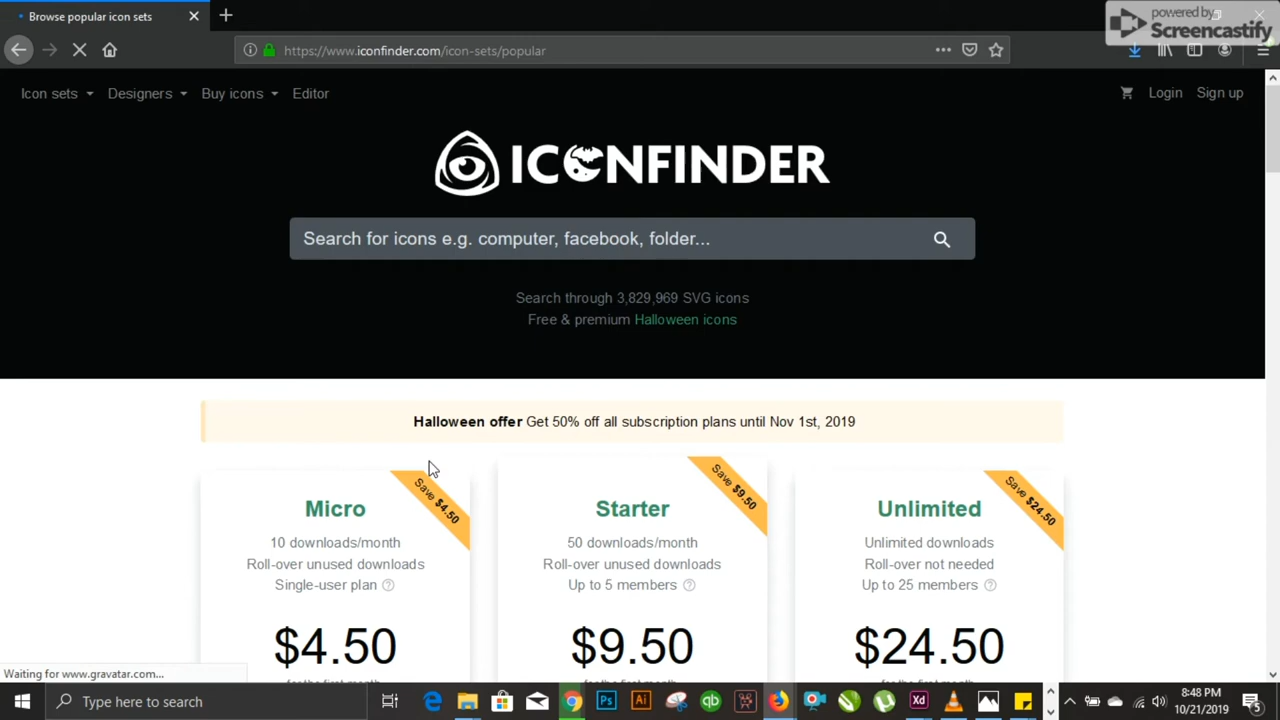 Browse popular icon sets
powered by
Screencastify
https://www.iconfinder.com/icon-sets/popular
Icon sets
Designers
Buy icons
Editor
Login
Sign up
ICONFINDER
Search for icons e.g. computer, facebook, folder...
Search through 3,829,969 SVG icons
Free & premium Halloween icons
Halloween offer Get 50% off all subscription plans until Nov 1st, 2019
Save $4.50
Micro
10 downloads/month
Roll-over unused downloads
Single-user plan ?
$4.50
Save $9.50
Starter
50 downloads/month
Roll-over unused downloads
Up to 5 members ?
$9.50
Save $24.50
Unlimited
Unlimited downloads
Roll-over not needed
Up to 25 members ?
$24.50
Waiting for www.gravatar.com...
Type here to search
Ps
Ai
qb
Xd
8:48 PM
10/21/2019
5